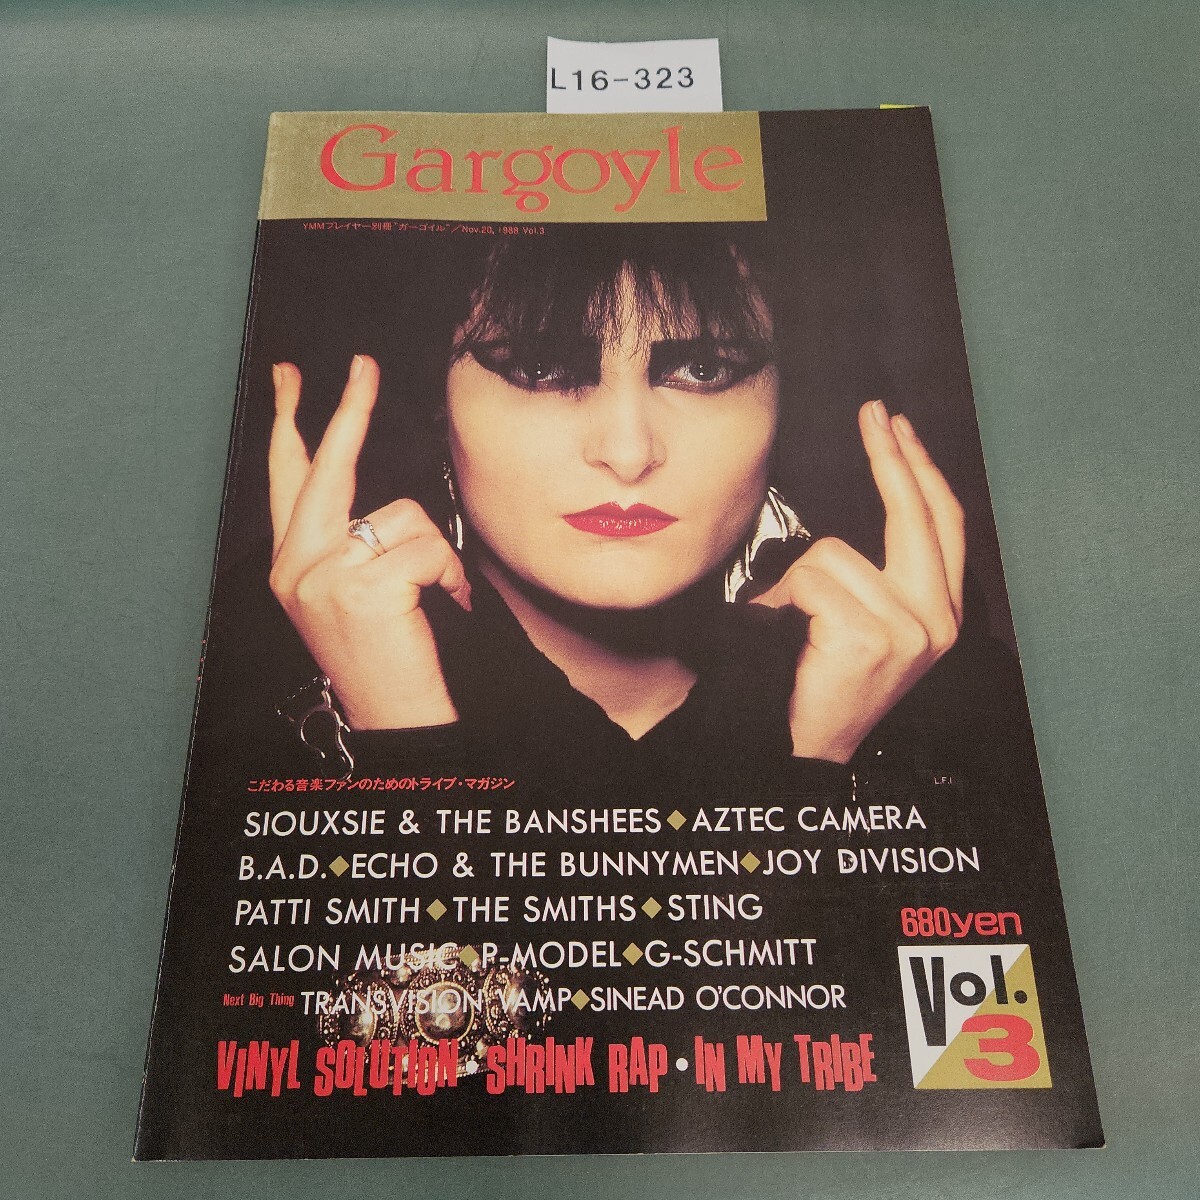 L16-323
Gargoyle
YMMプレイヤー別冊"ガーゴイル"／Nov.20, 1988 Vol.3
こだわる音楽ファンのためのトライブ・マガジン
L.F.I
SIOUXSIE & THE BANSHEES◆AZTEC CAMERA
B.A.D.◆ECHO & THE BUNNYMEN◆JOY DIVISION
PATTI SMITH◆THE SMITHS◆STING
680yen
SALON MUSIC◆P-MODEL◆G-SCHMITT
Next Big Thing TRANSVISION VAMP◆SINEAD O'CONNOR
Vol.
3
VINYL SOLUTION•SHRINK RAP•IN MY TRIBE